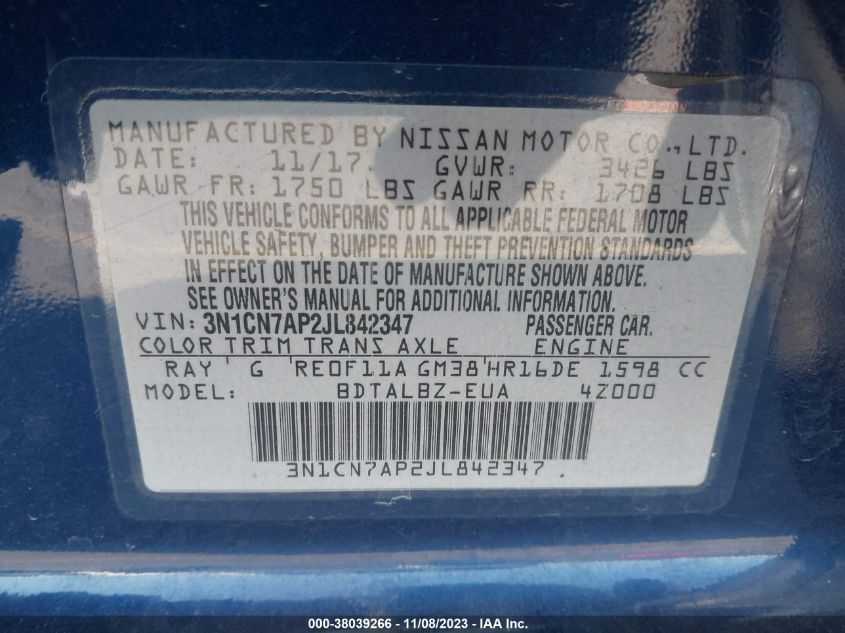 MANUFACTURED BY NISSAN MOTOR CO., LTD.
DATE: 11/17. GVWR: 3426 LBS
GAWR FR: 1750 LBS GAWR RR: 1708 LBS
THIS VEHICLE CONFORMS TO ALL APPLICABLE FEDERAL MOTOR
VEHICLE SAFETY, BUMPER AND THEFT PREVENTION STANDARDS
IN EFFECT ON THE DATE OF MANUFACTURE SHOWN ABOVE.
SEE OWNER'S MANUAL FOR ADDITIONAL INFORMATION.
VIN: 3N1CN7AP2JL842347 PASSENGER CAR.
COLOR TRIM TRANS AXLE ENGINE
RAY G RE0F11A GM38 HR16DE 1598 CC
MODEL: BDTALBZ-EUA 4Z000
3N1CN7AP2JL842347 .
000-38039266 - 11/08/2023 - IAA Inc.